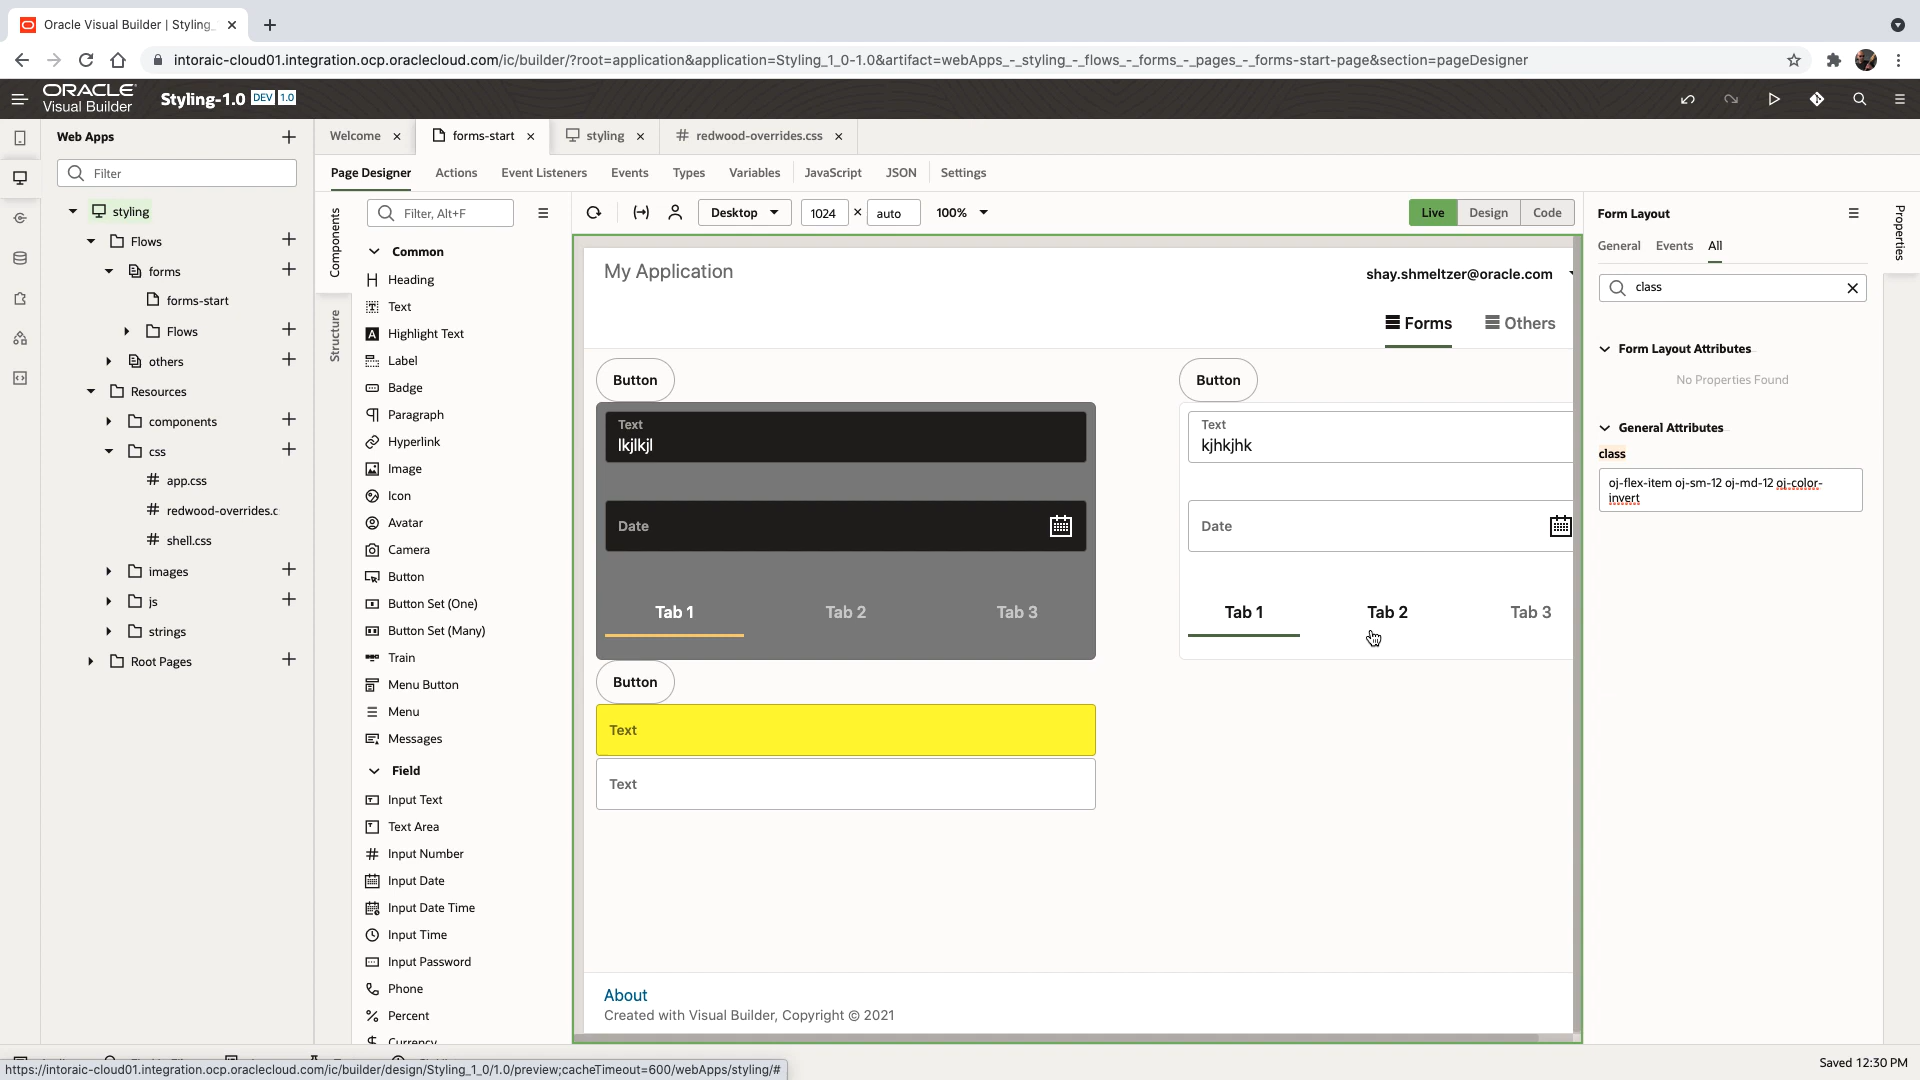 Oracle Visual Builder | Styling_
intoraic-cloud01.integration.ocp.oraclecloud.com/ic/builder/?root=application&application=Styling_1_0-1.0&artifact=webApps_-_styling_-_flows_-_forms_-_pages_-_forms-start-page&section=pageDesigner
ORACLE
Visual Builder
Styling-1.0 DEV 1.0
Web Apps
Welcome
forms-start
styling
redwood-overrides.css
Filter
Page Designer
Actions
Event Listeners
Events
Types
Variables
JavaScript
JSON
Settings
styling
Flows
forms
forms-start
Flows
others
Resources
components
css
app.css
redwood-overrides.c
shell.css
images
js
strings
Root Pages
Components
Structure
Filter, Alt+F
Common
Heading
Text
Highlight Text
Label
Badge
Paragraph
Hyperlink
Image
Icon
Avatar
Camera
Button
Button Set (One)
Button Set (Many)
Train
Menu Button
Menu
Messages
Field
Input Text
Text Area
Input Number
Input Date
Input Date Time
Input Time
Input Password
Phone
Percent
Currency
Desktop
1024
×
auto
100%
Live
Design
Code
My Application
shay.shmeltzer@oracle.com
Forms
Others
Button
Text
lkjlkjl
Date
Tab 1
Tab 2
Tab 3
Button
Text
kjhkjhk
Date
Tab 1
Tab 2
Tab 3
Button
Text
Text
About
Created with Visual Builder, Copyright © 2021
Form Layout
Properties
General
Events
All
class
Form Layout Attributes
No Properties Found
General Attributes
class
oj-flex-item oj-sm-12 oj-md-12 oj-color-
invert
https://intoraic-cloud01.integration.ocp.oraclecloud.com/ic/builder/design/Styling_1_0/1.0/preview;cacheTimeout=600/webApps/styling/#
Saved 12:30 PM